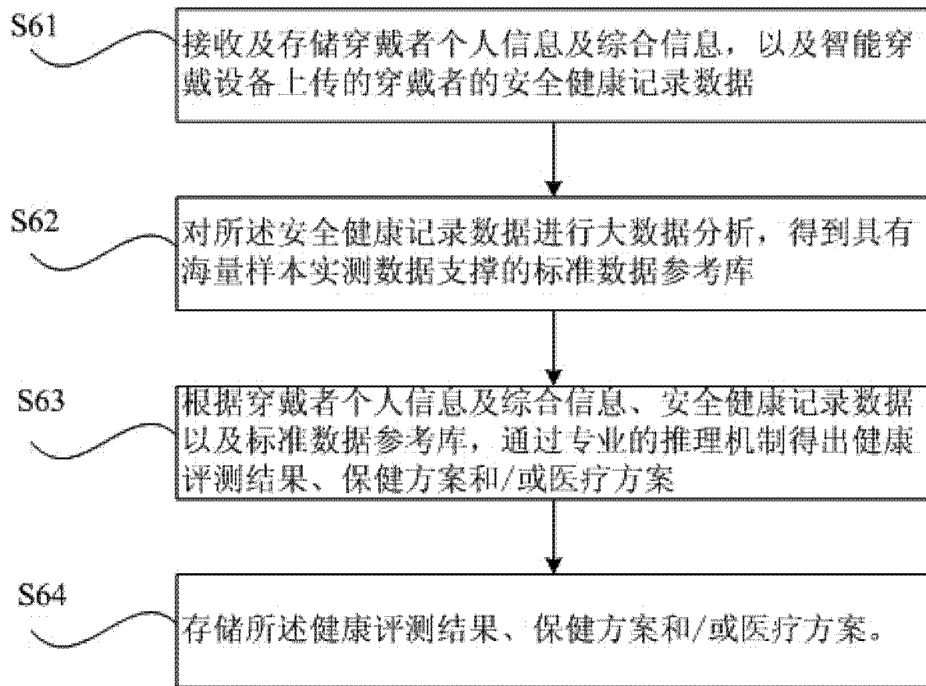 S61
接收及存储穿戴者个人信息及综合信息，以及智能穿
戴设备上传的穿戴者的安全健康记录数据
S62
对所述安全健康记录数据进行大数据分析，得到具有
海量样本实测数据支撑的标准数据参考库
S63
根据穿戴者个人信息及综合信息、安全健康记录数据
以及标准数据参考库，通过专业的推理机制得出健康
评测结果、保健方案和/或医疗方案
S64
存储所述健康评测结果、保健方案和/或医疗方案。